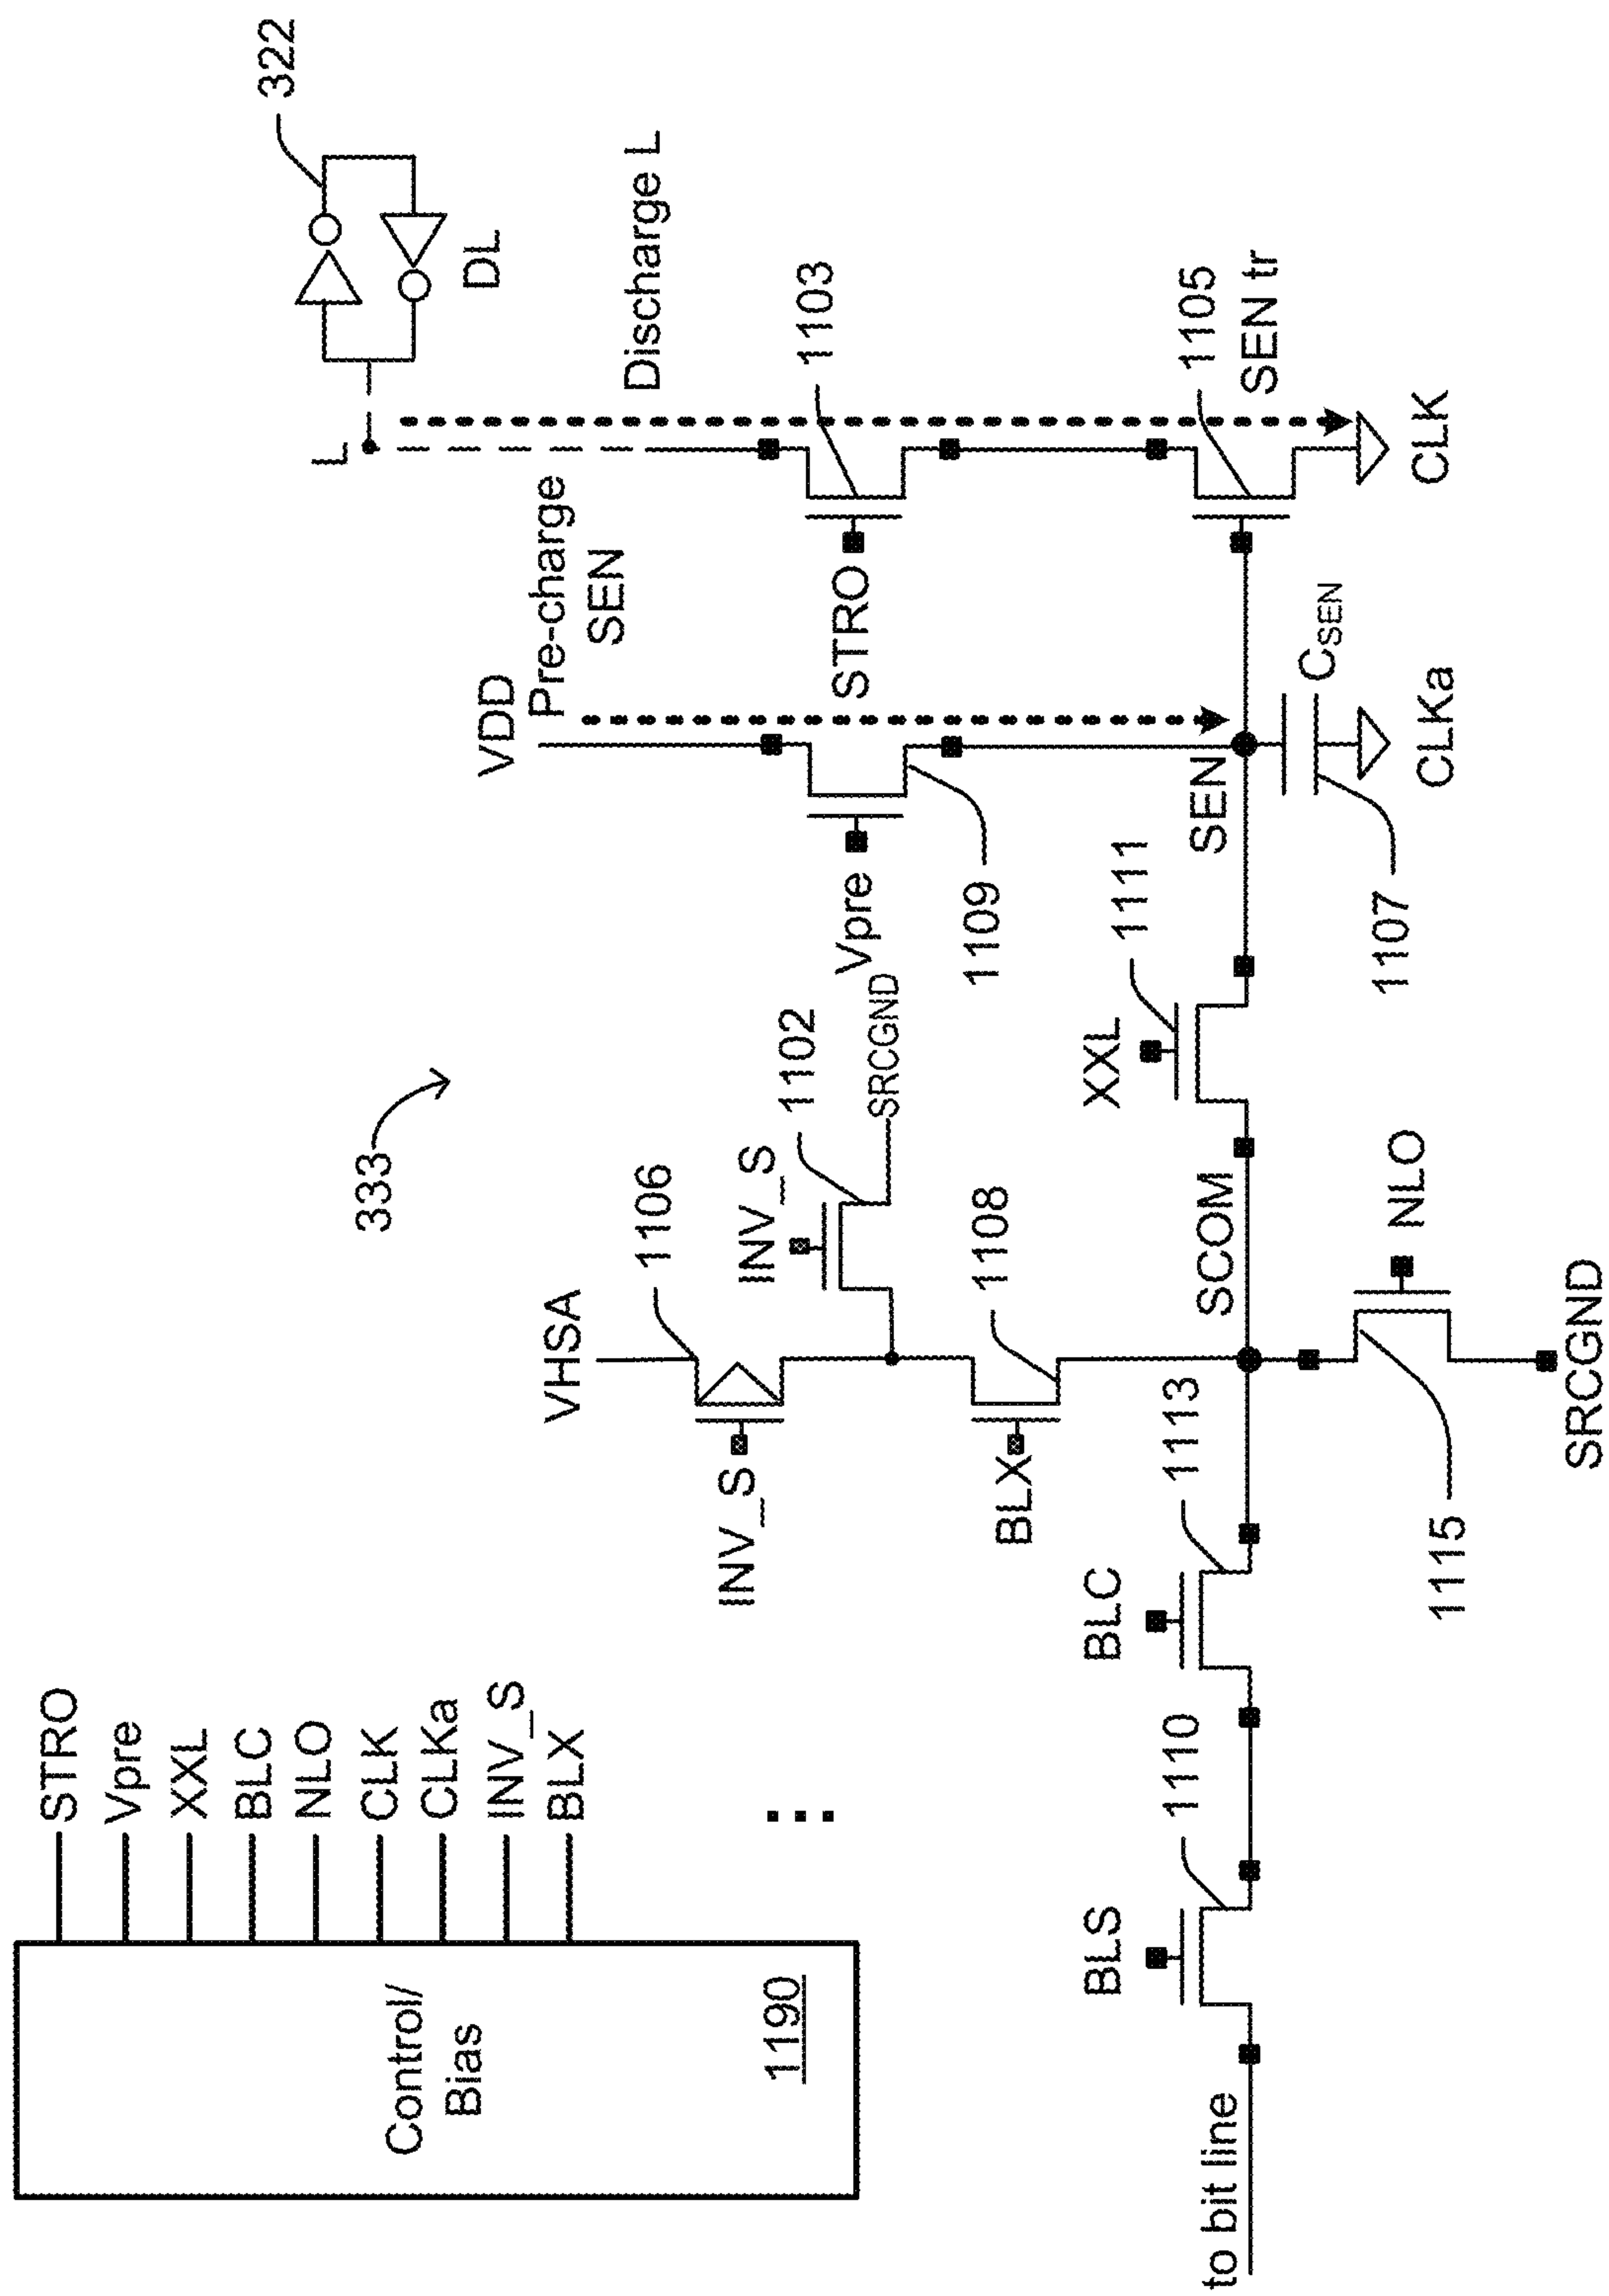 STRO
Vpre
XXL
BLC
NLO
CLK
CLKa
INV_S
BLX
...
Control/
Bias
1190
333
322
DL
L
Discharge L
VDD
Pre-charge
SEN
1103
STRO
VHSA
1106
INV_S
INV_S
1102
SRCGND
Vpre
1109
1105
SEN tr
BLX
1108
BLS
1110
BLC
1113
SCOM
XXL
1111
SEN
CSEN
1107
CLKa
CLK
to bit line
1115
NLO
SRCGND